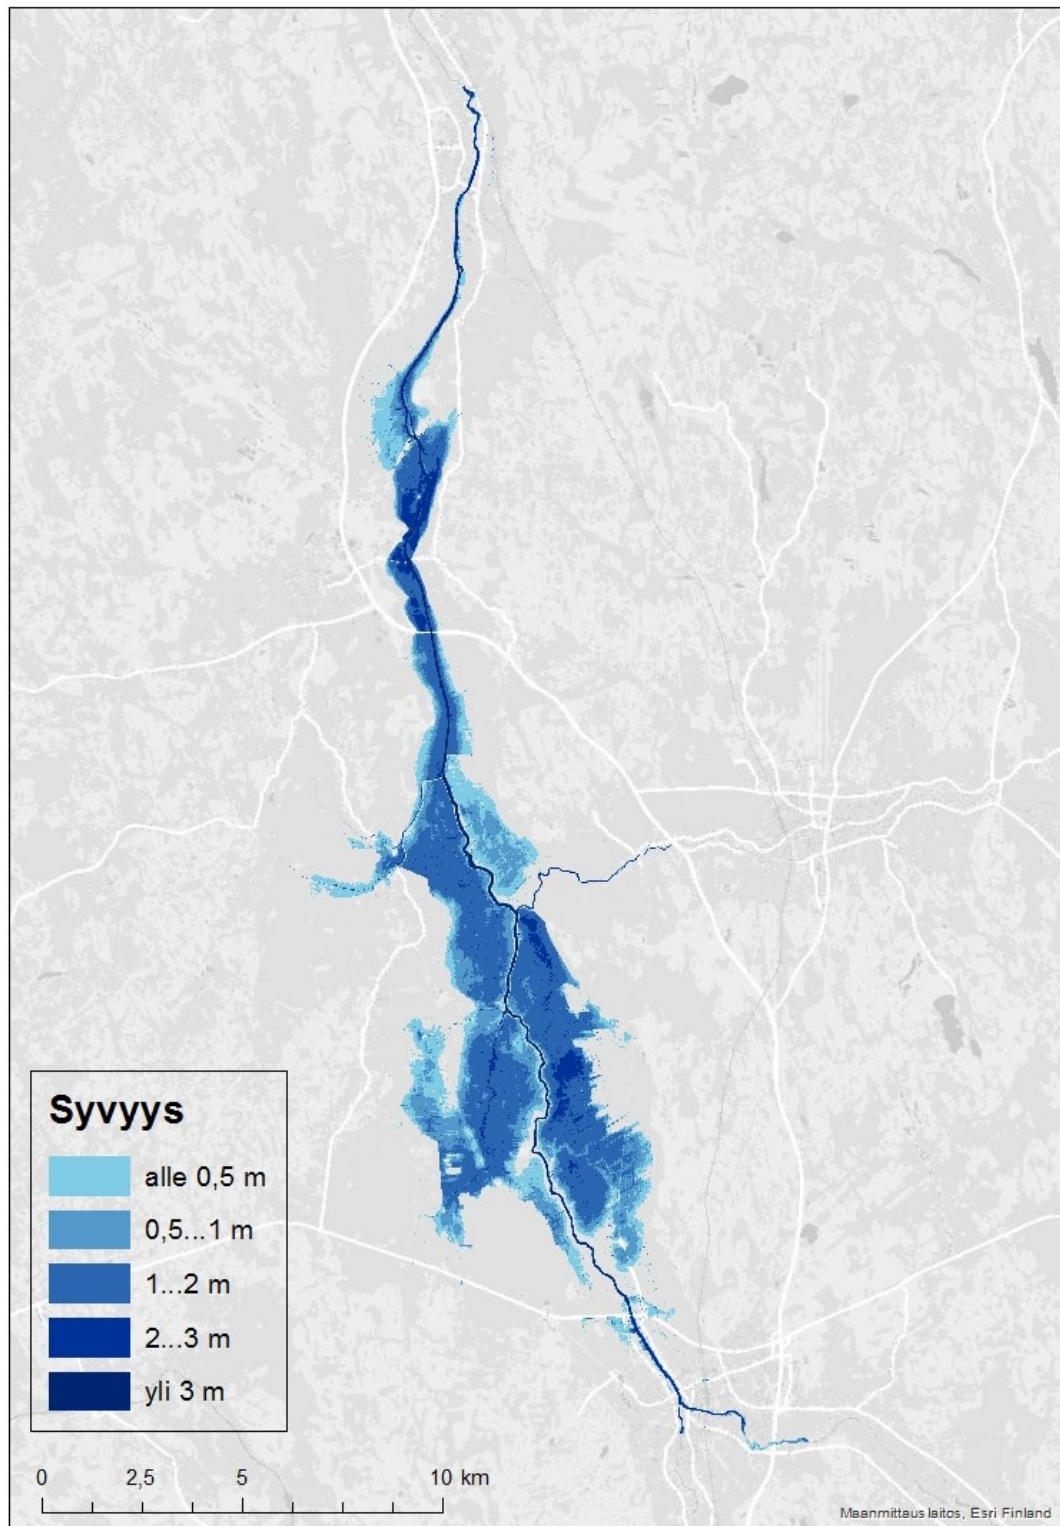 Syvyys
alle 0,5 m
0,5...1 m
1...2 m
2...3 m
yli 3 m
0 2,5 5 10 km
Maanmittauslaitos, Esri Finland